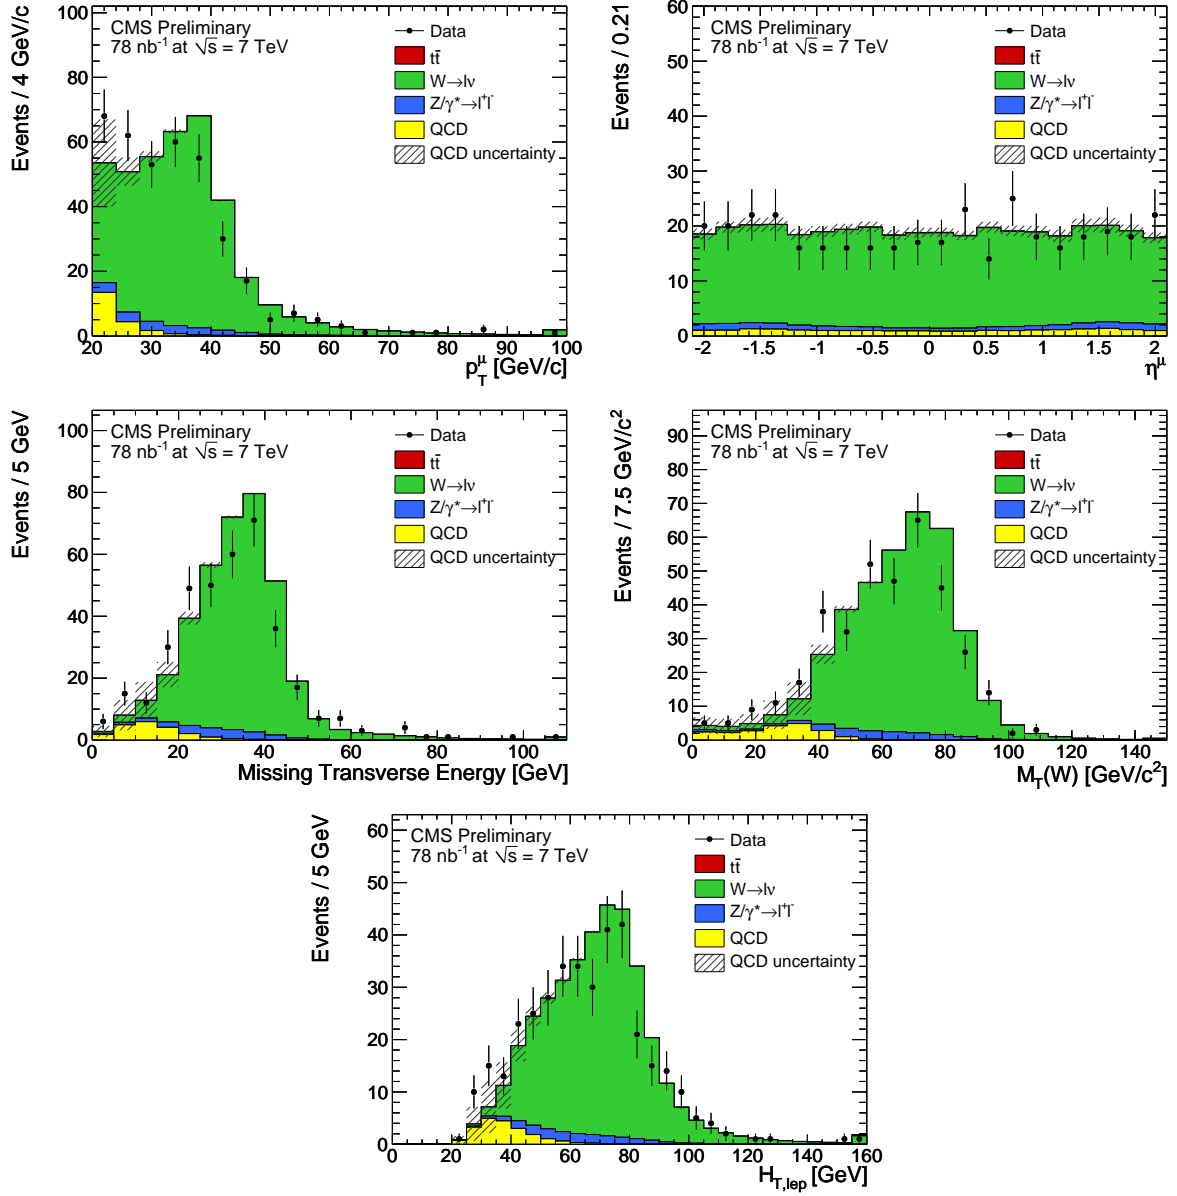 Events / 4 GeV/c
100
80
60
40
20
0
CMS Preliminary
78 nb⁻¹ at √s = 7 TeV
Data
tt̄
W→lν
Z/γ*→l⁺l⁻
QCD
QCD uncertainty
20 30 40 50 60 70 80 90 100
p_T^μ [GeV/c]
Events / 0.21
60
50
40
30
20
10
0
CMS Preliminary
78 nb⁻¹ at √s = 7 TeV
Data
tt̄
W→lν
Z/γ*→l⁺l⁻
QCD
QCD uncertainty
-2 -1.5 -1 -0.5 0 0.5 1 1.5 2
η^μ
Events / 5 GeV
100
80
60
40
20
0
CMS Preliminary
78 nb⁻¹ at √s = 7 TeV
Data
tt̄
W→lν
Z/γ*→l⁺l⁻
QCD
QCD uncertainty
0 20 40 60 80 100
Missing Transverse Energy [GeV]
Events / 7.5 GeV/c²
90
80
70
60
50
40
30
20
10
0
CMS Preliminary
78 nb⁻¹ at √s = 7 TeV
Data
tt̄
W→lν
Z/γ*→l⁺l⁻
QCD
QCD uncertainty
0 20 40 60 80 100 120 140
M_T(W) [GeV/c²]
Events / 5 GeV
60
50
40
30
20
10
0
CMS Preliminary
78 nb⁻¹ at √s = 7 TeV
Data
tt̄
W→lν
Z/γ*→l⁺l⁻
QCD
QCD uncertainty
0 20 40 60 80 100 120 140 160
H_T,lep [GeV]